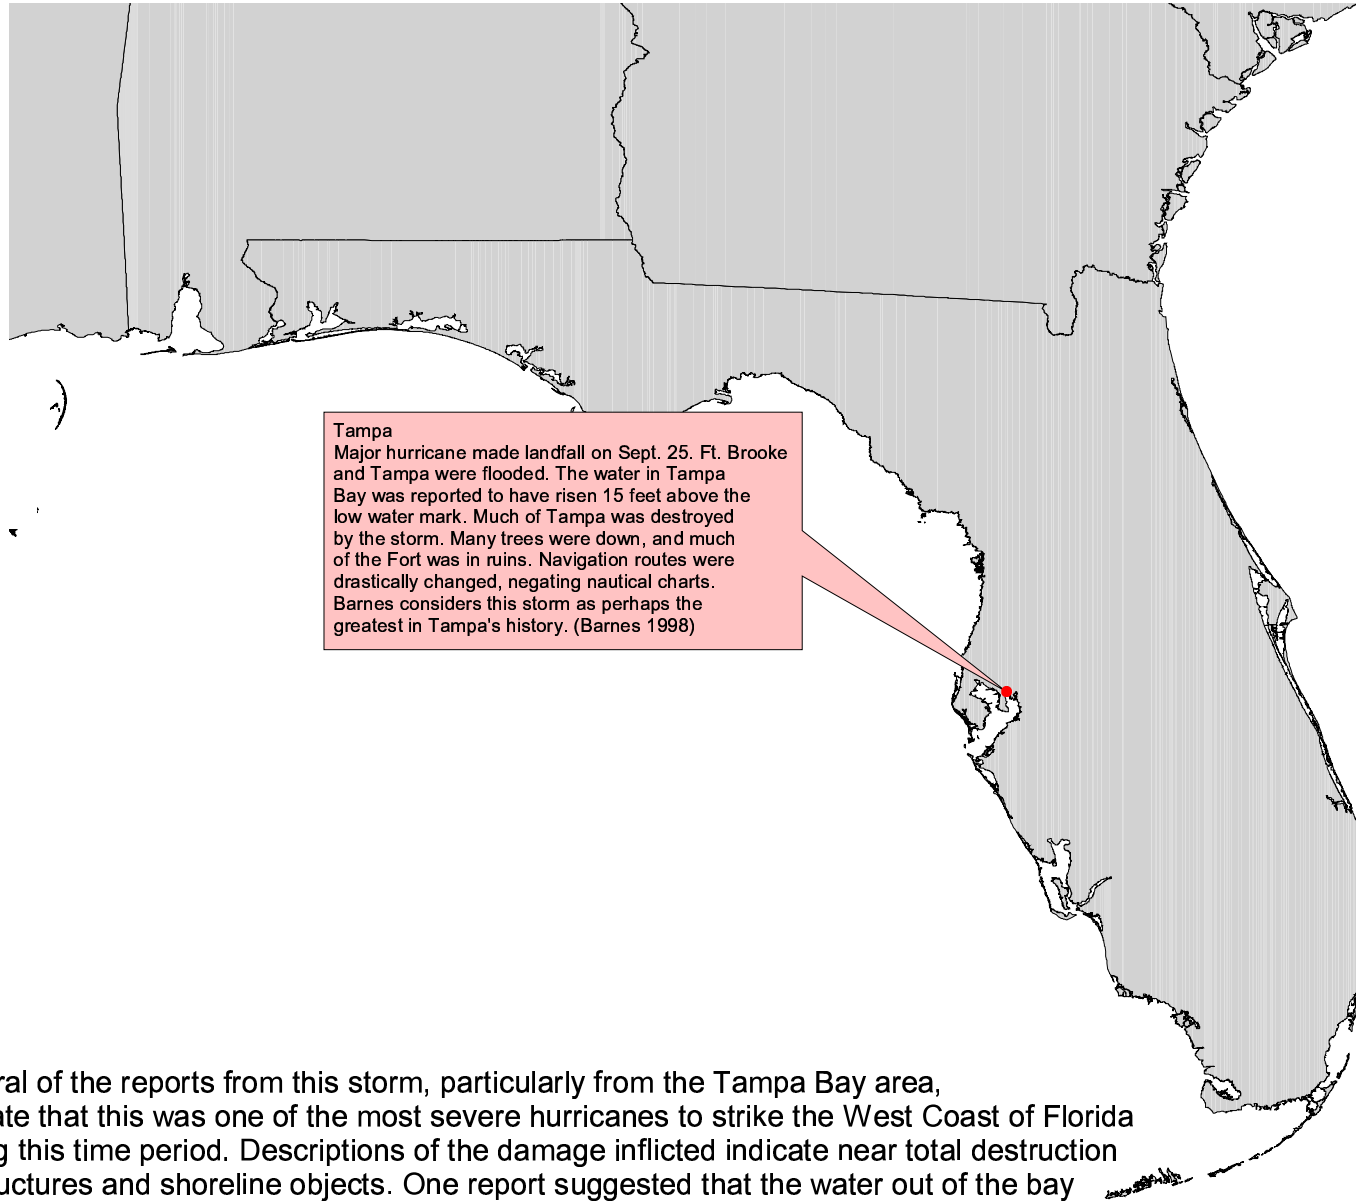 Tampa
Major hurricane made landfall on Sept. 25. Ft. Brooke
and Tampa were flooded. The water in Tampa
Bay was reported to have risen 15 feet above the
low water mark. Much of Tampa was destroyed
by the storm. Many trees were down, and much
of the Fort was in ruins. Navigation routes were
drastically changed, negating nautical charts.
Barnes considers this storm as perhaps the
greatest in Tampa's history. (Barnes 1998)
ral of the reports from this storm, particularly from the Tampa Bay area,
ate that this was one of the most severe hurricanes to strike the West Coast of Florida
g this time period. Descriptions of the damage inflicted indicate near total destruction
uctures and shoreline objects. One report suggested that the water out of the bay